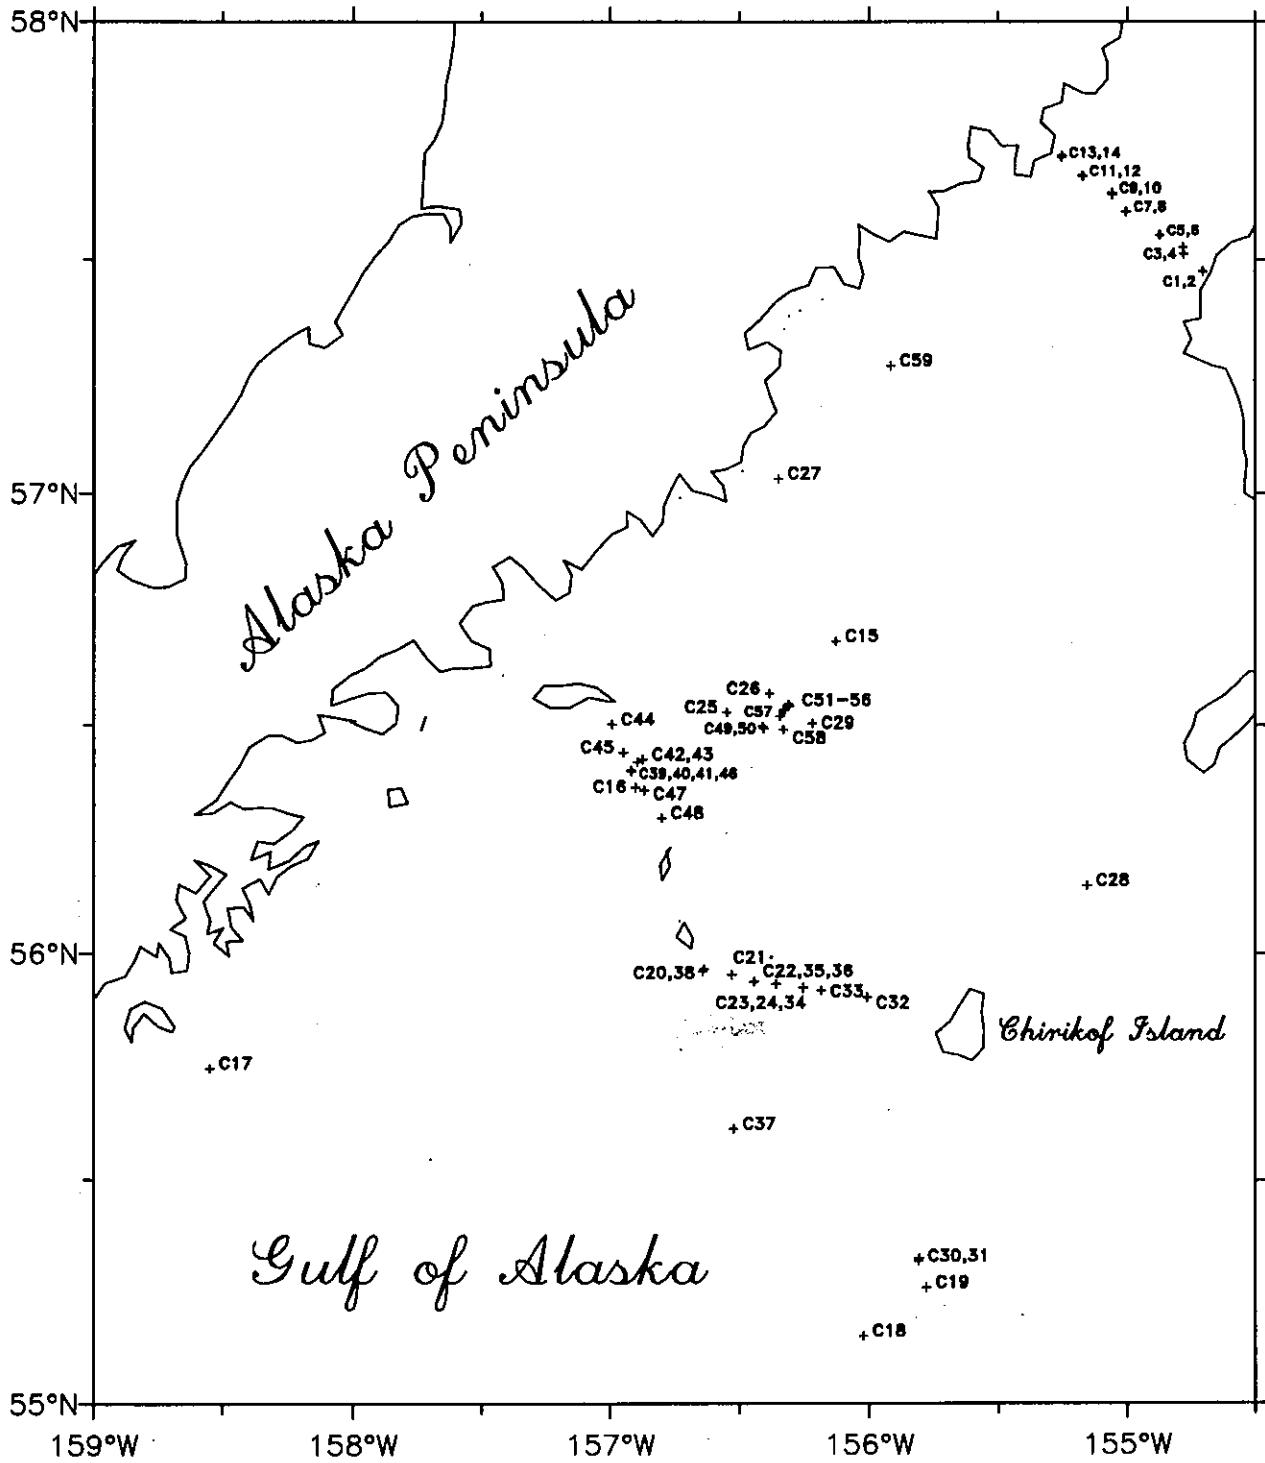 58°N
C13,14
C11,12
C9,10
C7,8
C5,6
C3,4
C1,2
C59
Alaska Peninsula
57°N
C27
C15
C26
C51-56
C25
C57
C44
C29
C49,50
C58
C45
C42,43
C39,40,41,46
C16
C47
C48
C28
56°N
C21
C20,38
C22,35,36
C33
C32
C23,24,34
Chirikof Island
C17
C37
Gulf of Alaska
C30,31
C19
C18
55°N
159°W
158°W
157°W
156°W
155°W